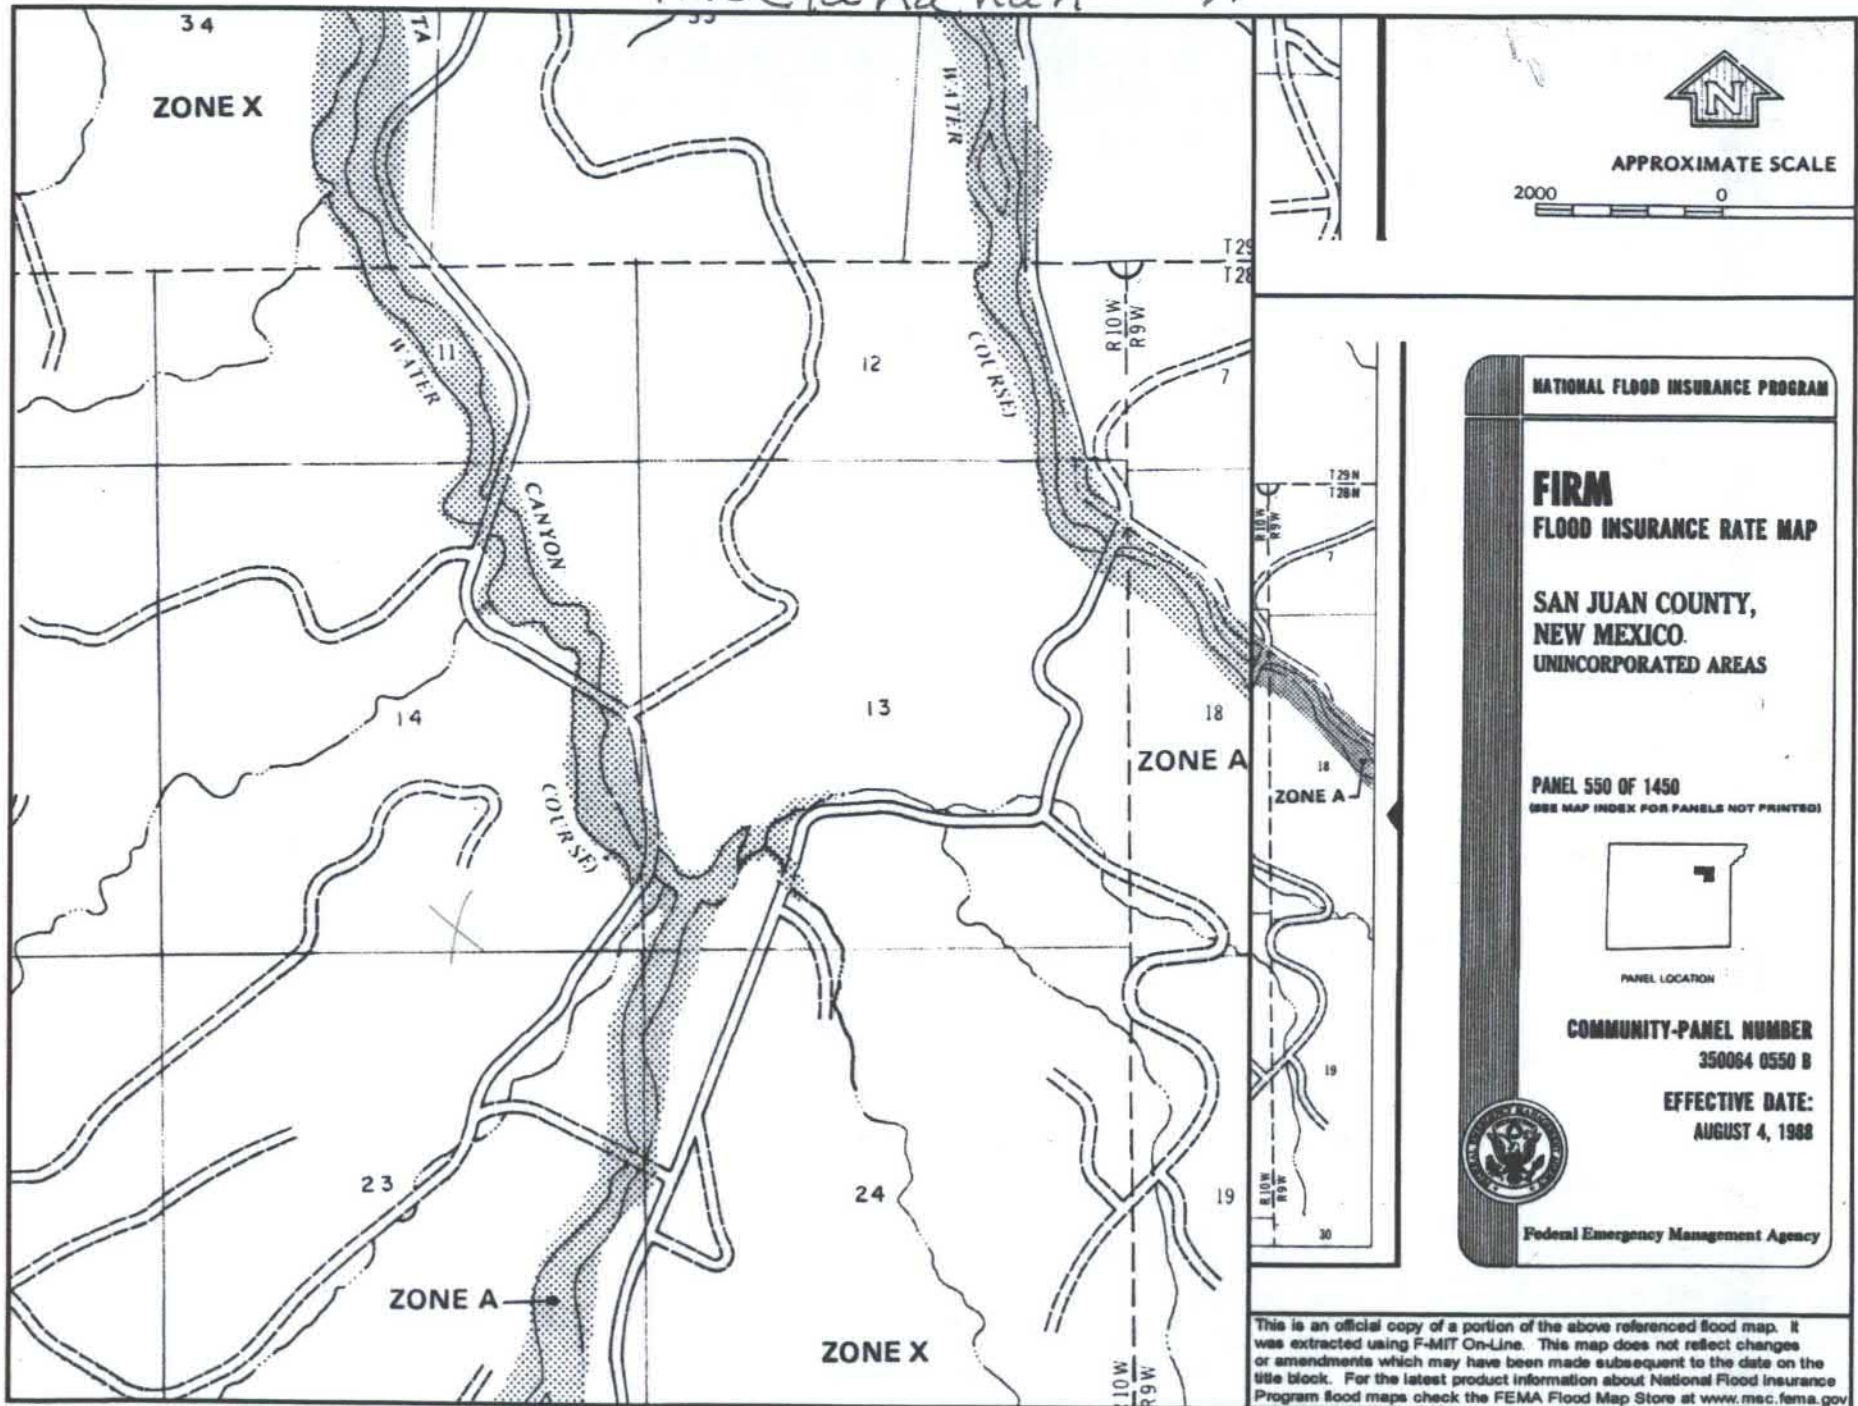 34
TA
35
ZONE X
WATER
T29
T28
R10W
R9W
WATER
11
12
COURSE)
7
CANYON
14
13
18
ZONE A
COURSE)
23
24
19
ZONE A
ZONE X
R10W
R9W
N
APPROXIMATE SCALE
2000 0
T29N
T28N
R10W
R9W
7
18
ZONE A
19
R10W
R9W
30
NATIONAL FLOOD INSURANCE PROGRAM
FIRM
FLOOD INSURANCE RATE MAP
SAN JUAN COUNTY,
NEW MEXICO
UNINCORPORATED AREAS
PANEL 550 OF 1450
(SEE MAP INDEX FOR PANELS NOT PRINTED)
PANEL LOCATION
COMMUNITY-PANEL NUMBER
350064 0550 B
EFFECTIVE DATE:
AUGUST 4, 1988
Federal Emergency Management Agency
This is an official copy of a portion of the above referenced flood map. It
was extracted using F-MIT On-Line. This map does not reflect changes
or amendments which may have been made subsequent to the date on the
title block. For the latest product information about National Flood Insurance
Program flood maps check the FEMA Flood Map Store at www.msc.fema.gov